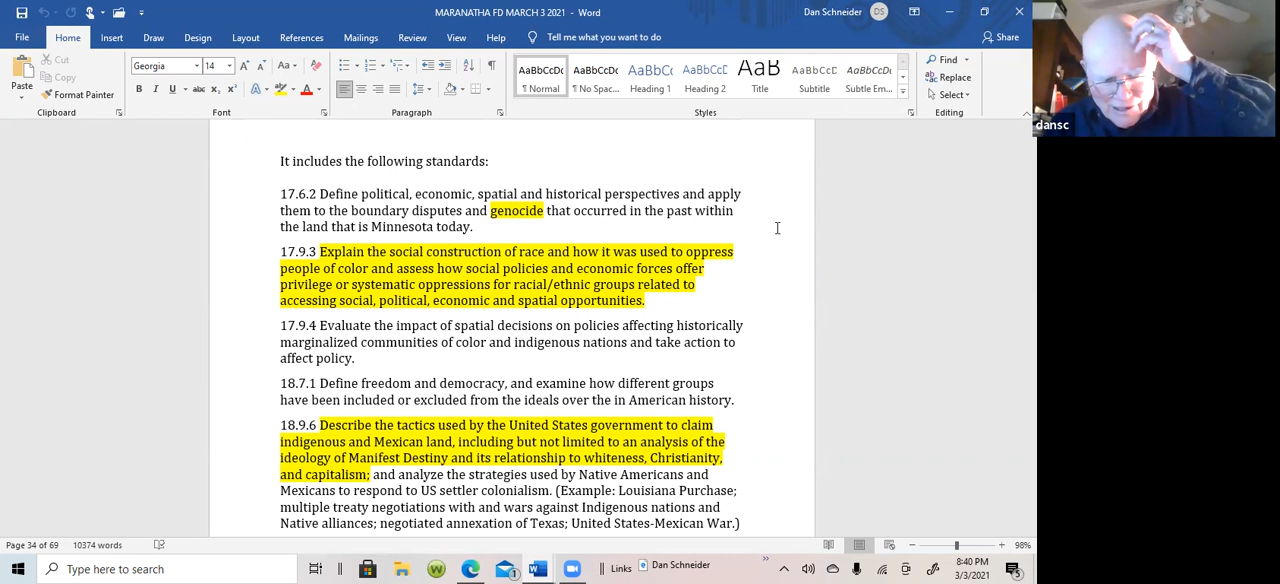 MARANATHA FD MARCH 3 2021 - Word
Dan Schneider DS
File Home Insert Draw Design Layout References Mailings Review View Help Tell me what you want to do Share
Paste
Cut
Copy
Format Painter
Georgia 14 Aa
B I U abc x₂ x² A A
AaBbCcDc AaBbCcDc AaBbCc AaBbCcD AaB AaBbCcD AaBbCcDc
¶ Normal ¶ No Spac... Heading 1 Heading 2 Title Subtitle Subtle Em...
Find
Replace
Select
Clipboard Font Paragraph Styles Editing
dansc
It includes the following standards:
17.6.2 Define political, economic, spatial and historical perspectives and apply
them to the boundary disputes and genocide that occurred in the past within
the land that is Minnesota today.
17.9.3 Explain the social construction of race and how it was used to oppress
people of color and assess how social policies and economic forces offer
privilege or systematic oppressions for racial/ethnic groups related to
accessing social, political, economic and spatial opportunities.
17.9.4 Evaluate the impact of spatial decisions on policies affecting historically
marginalized communities of color and indigenous nations and take action to
affect policy.
18.7.1 Define freedom and democracy, and examine how different groups
have been included or excluded from the ideals over the in American history.
18.9.6 Describe the tactics used by the United States government to claim
indigenous and Mexican land, including but not limited to an analysis of the
ideology of Manifest Destiny and its relationship to whiteness, Christianity,
and capitalism; and analyze the strategies used by Native Americans and
Mexicans to respond to US settler colonialism. (Example: Louisiana Purchase;
multiple treaty negotiations with and wars against Indigenous nations and
Native alliances; negotiated annexation of Texas; United States-Mexican War.)
Page 34 of 69 10374 words 98%
Type here to search Links Dan Schneider 8:40 PM
3/3/2021